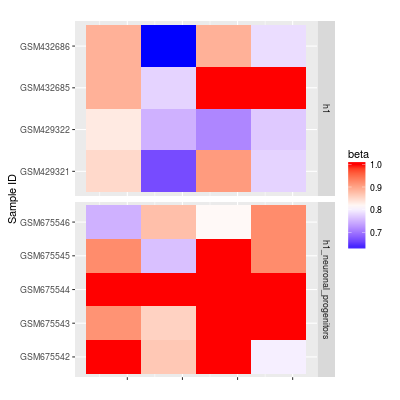 Sample ID
GSM432686
GSM432685
GSM429322
GSM429321
h1
GSM675546
GSM675545
GSM675544
GSM675543
GSM675542
h1_neuronal_progenitors
beta
1.0
0.9
0.8
0.7